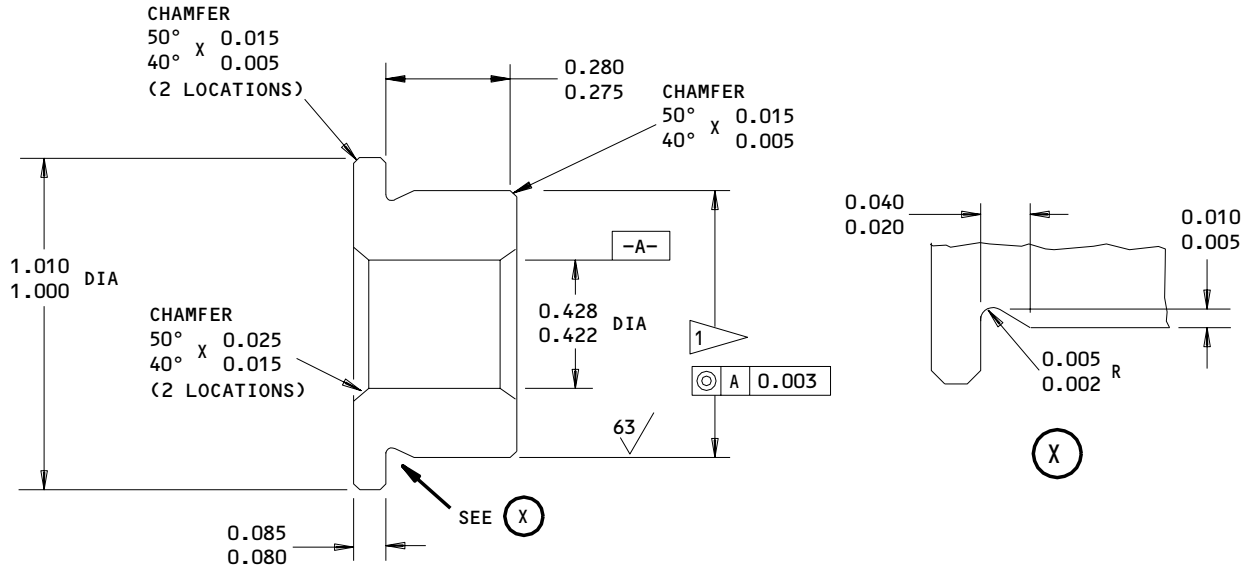 CHAMFER
50° X 0.015
40° 0.005
(2 LOCATIONS)
0.280
0.275
CHAMFER
50° X 0.015
40° 0.005
1.010 DIA
1.000
CHAMFER
50° X 0.025
40° 0.015
(2 LOCATIONS)
-A-
0.428 DIA
0.422
1
◎ A 0.003
63
SEE X
0.085
0.080
0.040
0.020
0.010
0.005
0.005 R
0.002
X